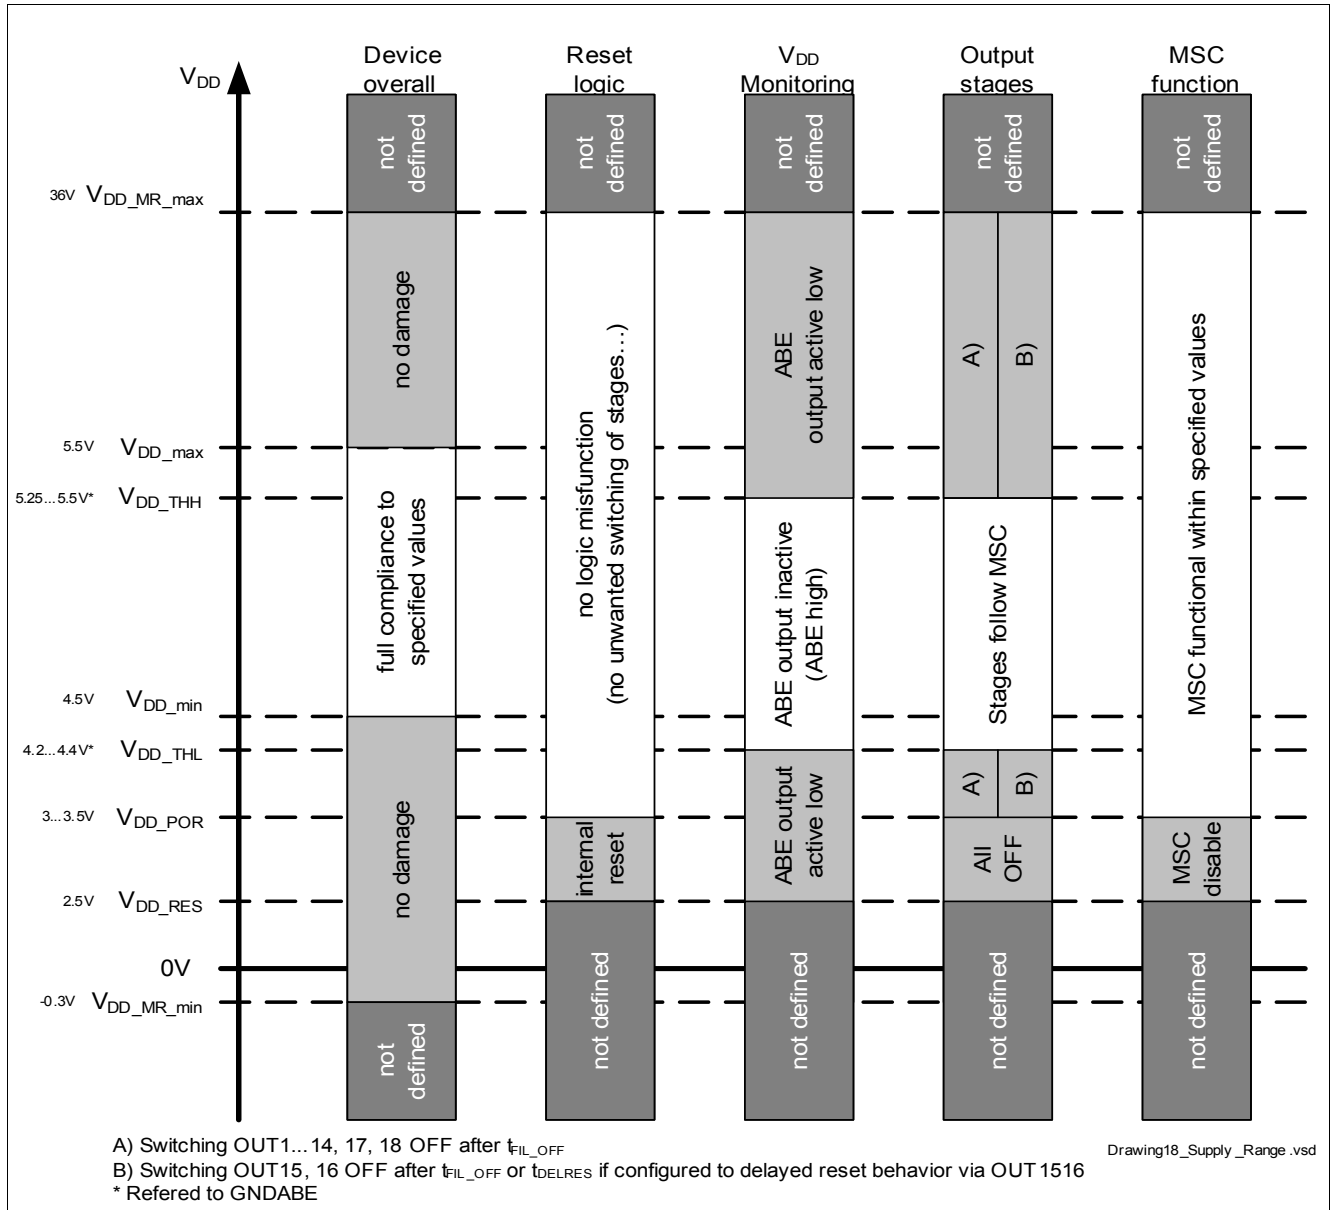 Device overall
Reset logic
VDD Monitoring
Output stages
MSC function
VDD
36V VDD_MR_max
5.5V VDD_max
5.25...5.5V* VDD_THH
4.5V VDD_min
4.2...4.4V* VDD_THL
3...3.5V VDD_POR
2.5V VDD_RES
0V
-0.3V VDD_MR_min
not defined
no damage
full compliance to specified values
no damage
not defined
not defined
no logic misfunction
(no unwanted switching of stages...)
internal reset
not defined
not defined
ABE output active low
ABE output inactive
(ABE high)
ABE output active low
not defined
not defined
A)
B)
Stages follow MSC
A)
B)
All OFF
not defined
not defined
MSC functional within specified values
MSC disable
not defined
A) Switching OUT1...14, 17, 18 OFF after tFIL_OFF
Drawing18_Supply_Range.vsd
B) Switching OUT15, 16 OFF after tFIL_OFF or tDELRES if configured to delayed reset behavior via OUT1516
* Refered to GNDABE